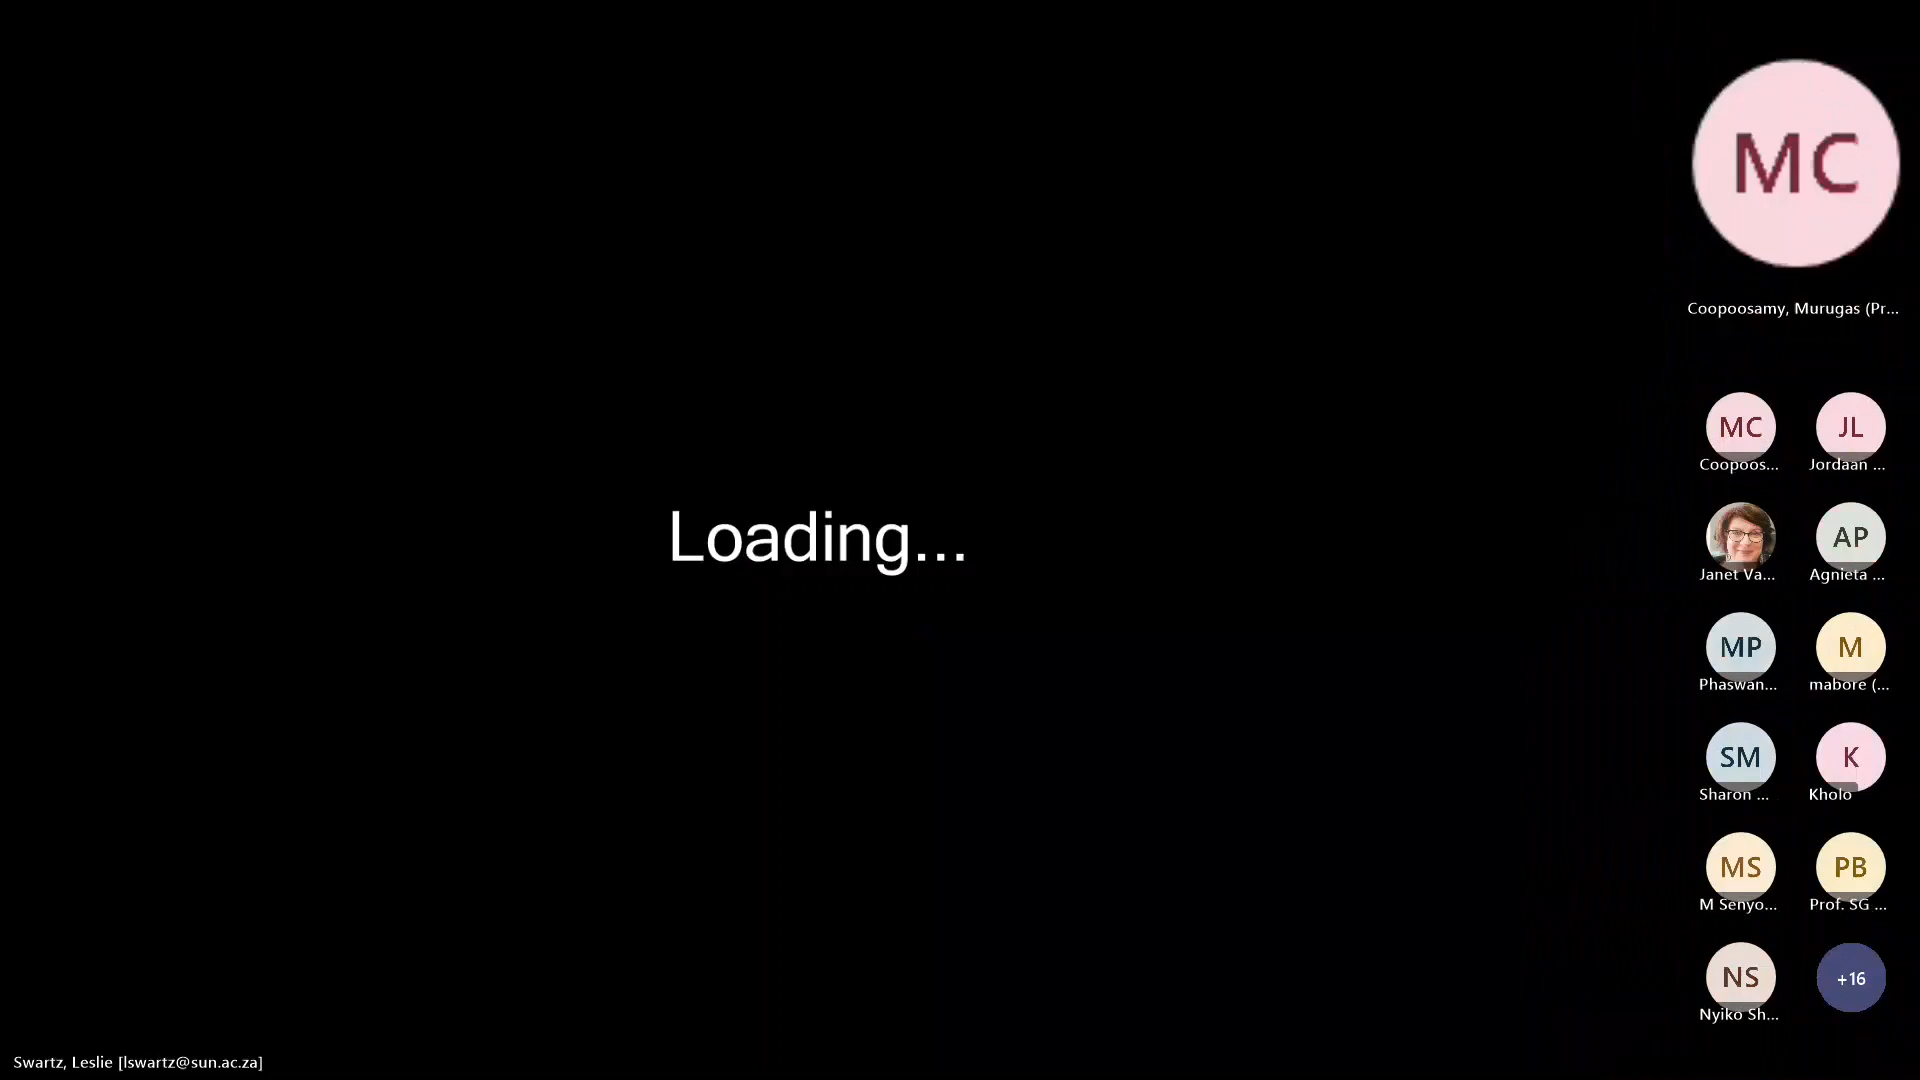 MC
Coopoosamy, Murugas (Pr...
MC
JL
Coopoos...
Jordaan ...
AP
Janet Va...
Agnieta ...
Loading...
MP
M
Phaswan...
mabore (...
SM
K
Sharon ...
Kholo
MS
PB
M Senyo...
Prof. SG ...
NS
+16
Nyiko Sh...
Swartz, Leslie [lswartz@sun.ac.za]